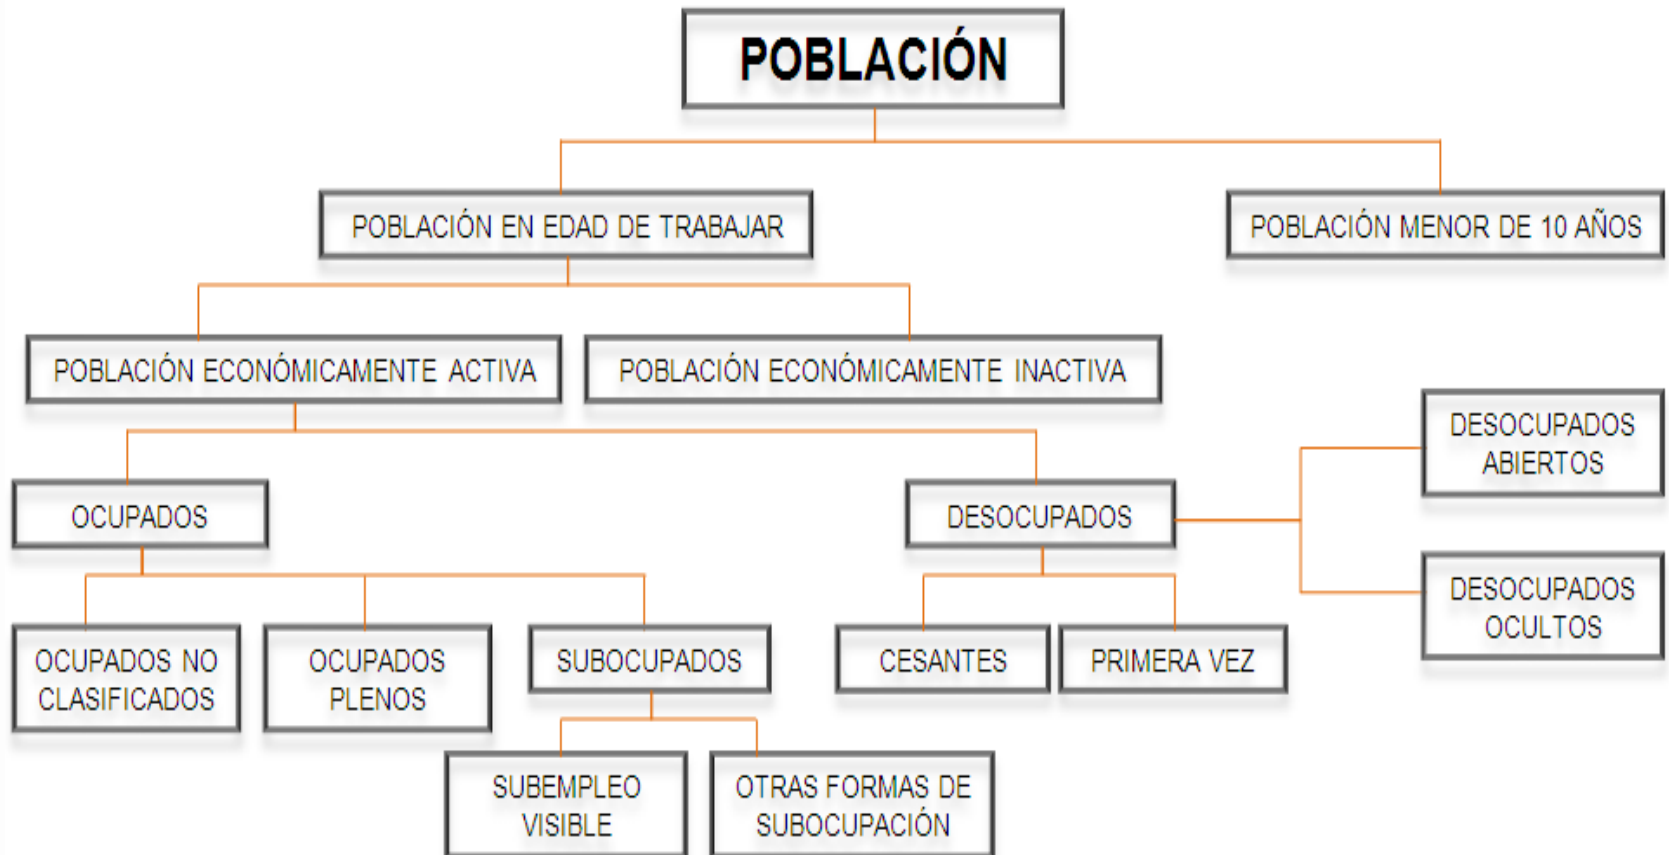 POBLACIÓN
POBLACIÓN EN EDAD DE TRABAJAR
POBLACIÓN MENOR DE 10 AÑOS
POBLACIÓN ECONÓMICAMENTE ACTIVA
POBLACIÓN ECONÓMICAMENTE INACTIVA
DESOCUPADOS
ABIERTOS
OCUPADOS
DESOCUPADOS
DESOCUPADOS
OCULTOS
OCUPADOS NO
CLASIFICADOS
OCUPADOS
PLENOS
SUBOCUPADOS
CESANTES
PRIMERA VEZ
SUBEMPLEO
VISIBLE
OTRAS FORMAS DE
SUBOCUPACIÓN